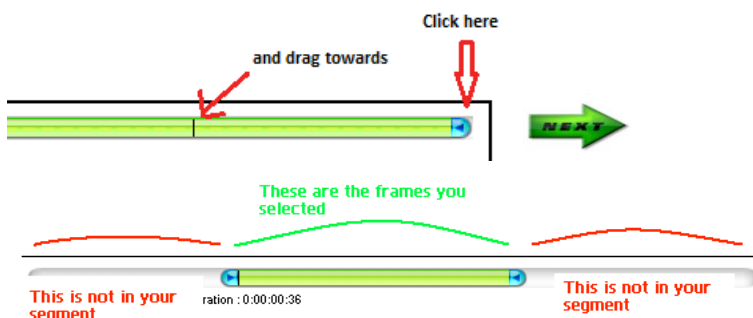 Click here
and drag towards
NEXT
These are the frames you
selected
This is not in your
segment
ration : 0:00:00:36
This is not in your
segment